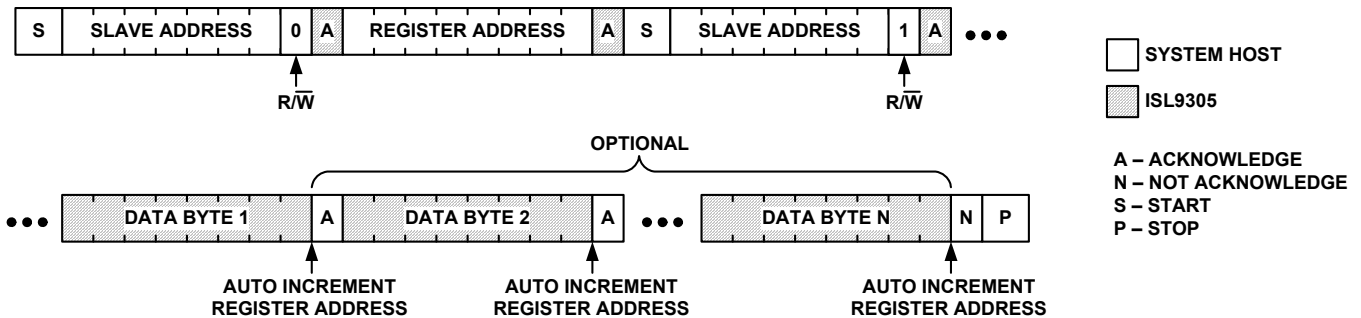 S SLAVE ADDRESS 0 A REGISTER ADDRESS A S SLAVE ADDRESS 1 A
R/W̅ R/W̅
SYSTEM HOST
ISL9305
OPTIONAL
A – ACKNOWLEDGE
N – NOT ACKNOWLEDGE
S – START
P – STOP
DATA BYTE 1 A DATA BYTE 2 A DATA BYTE N N P
AUTO INCREMENT
REGISTER ADDRESS
AUTO INCREMENT
REGISTER ADDRESS
AUTO INCREMENT
REGISTER ADDRESS